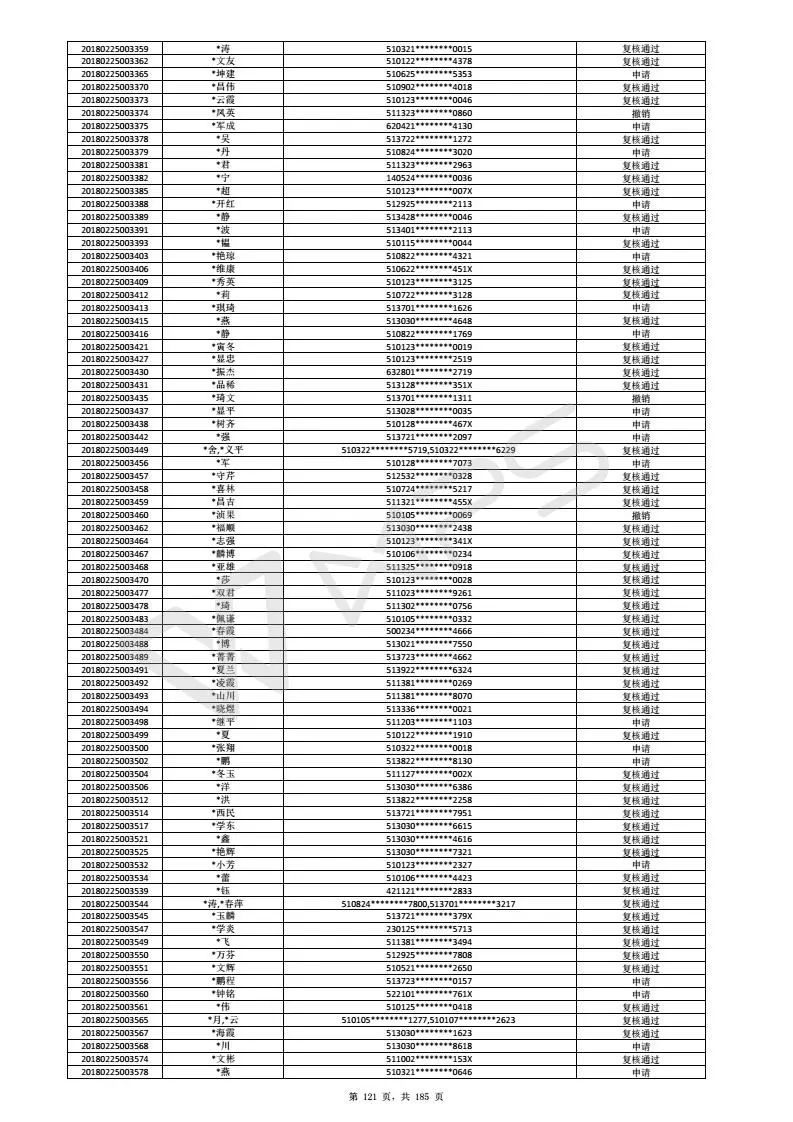 20180225003359 *涛 510321********0015 复核通过
20180225003362 *文友 510122********4378 复核通过
20180225003365 *坤建 510625********5353 申请
20180225003370 *昌伟 510902********4018 复核通过
20180225003373 *云霞 510123********0046 复核通过
20180225003374 *凤英 511323********0860 撤销
20180225003375 *军成 620421********4130 申请
20180225003378 *吴 513722********1272 复核通过
20180225003379 *丹 510824********3020 申请
20180225003381 *君 511323********2963 复核通过
20180225003382 *宁 140524********0036 复核通过
20180225003385 *超 510123********007X 复核通过
20180225003388 *开红 512925********2113 申请
20180225003389 *静 513428********0046 复核通过
20180225003391 *波 513401********2113 申请
20180225003393 *韫 510115********0044 复核通过
20180225003403 *艳琼 510822********4321 申请
20180225003406 *维康 510622********451X 复核通过
20180225003409 *秀英 510123********3125 复核通过
20180225003412 *莉 510722********3128 复核通过
20180225003413 *琪琦 513701********1626 申请
20180225003415 *燕 513030********4648 复核通过
20180225003416 *静 510822********1769 申请
20180225003421 *寅冬 510123********0019 复核通过
20180225003427 *显忠 510123********2519 复核通过
20180225003430 *振杰 632801********2719 复核通过
20180225003431 *品稀 513128********351X 复核通过
20180225003435 *琦文 513701********1311 撤销
20180225003437 *显平 513028********0035 申请
20180225003438 *树齐 510128********467X 申请
20180225003442 *强 513721********2097 申请
20180225003449 *舍,*义平 510322********5719,510322********6229 复核通过
20180225003456 *军 510128********7073 申请
20180225003457 *守芹 512532********0328 复核通过
20180225003458 *喜林 510724********5217 复核通过
20180225003459 *昌吉 511321********455X 复核通过
20180225003460 *浈果 510105********0069 撤销
20180225003462 *福顺 513030********2438 复核通过
20180225003464 *志强 510123********341X 复核通过
20180225003467 *麟博 510106********0234 复核通过
20180225003468 *亚雄 511325********0918 复核通过
20180225003470 *莎 510123********0028 复核通过
20180225003477 *双君 511023********9261 复核通过
20180225003478 *琦 511302********0756 复核通过
20180225003483 *佩谦 510105********0332 复核通过
20180225003484 *春霞 500234********4666 复核通过
20180225003488 *博 513021********7550 复核通过
20180225003489 *菁菁 513723********4662 复核通过
20180225003491 *夏兰 513922********6324 复核通过
20180225003492 *凌霞 511381********0269 复核通过
20180225003493 *山川 511381********8070 复核通过
20180225003494 *晓煜 513336********0021 复核通过
20180225003498 *继平 511203********1103 申请
20180225003499 *夏 510122********1910 复核通过
20180225003500 *张翔 510322********0018 申请
20180225003502 *鹏 513822********8130 申请
20180225003504 *冬玉 511127********002X 复核通过
20180225003506 *洋 513030********6386 复核通过
20180225003512 *洪 513822********2258 复核通过
20180225003514 *西民 513721********7951 复核通过
20180225003517 *学东 513030********6615 复核通过
20180225003521 *鑫 513030********4616 复核通过
20180225003525 *艳辉 513030********7321 复核通过
20180225003532 *小芳 510123********2327 申请
20180225003534 *蕾 510106********4423 复核通过
20180225003539 *钰 421121********2833 复核通过
20180225003544 *涛,*春萍 510824********7800,513701********3217 复核通过
20180225003545 *玉麟 513721********379X 复核通过
20180225003547 *学炎 230125********5713 复核通过
20180225003549 *飞 511381********3494 复核通过
20180225003550 *万芬 512925********7808 复核通过
20180225003551 *文辉 510521********2650 复核通过
20180225003556 *鹏程 513723********0157 申请
20180225003560 *钟铭 522101********761X 申请
20180225003561 *伟 510125********0418 复核通过
20180225003565 *月,*云 510105********1277,510107********2623 复核通过
20180225003567 *海霞 513030********1623 复核通过
20180225003568 *川 513030********8618 申请
20180225003574 *文彬 511002********153X 复核通过
20180225003578 *燕 510321********0646 申请
第 121 页, 共 185 页